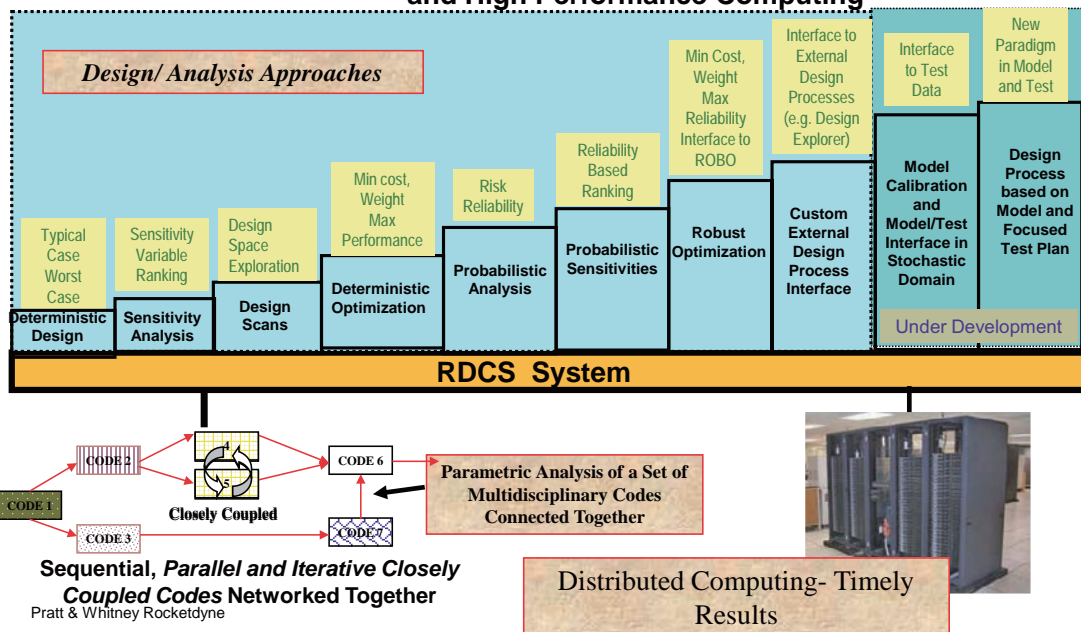 and High Performance Computing
Design/ Analysis Approaches
Typical
Case
Worst
Case
Deterministic
Design
Sensitivity
Variable
Ranking
Sensitivity
Analysis
Design
Space
Exploration
Design
Scans
Min cost,
Weight
Max
Performance
Deterministic
Optimization
Risk
Reliability
Probabilistic
Analysis
Reliability
Based
Ranking
Probabilistic
Sensitivities
Min Cost,
Weight
Max
Reliability
Interface to
ROBO
Robust
Optimization
Interface to
External
Design
Processes
(e.g. Design
Explorer)
Custom
External
Design
Process
Interface
Interface
to Test
Data
Model
Calibration
and
Model/Test
Interface in
Stochastic
Domain
New
Paradigm
in Model
and Test
Design
Process
based on
Model and
Focused
Test Plan
Under Development
RDCS System
CODE 1
CODE 2
CODE 3
4
5
Closely Coupled
CODE 6
CODE 7
Parametric Analysis of a Set of
Multidisciplinary Codes
Connected Together
Sequential, Parallel and Iterative Closely
Coupled Codes Networked Together
Pratt & Whitney Rocketdyne
Distributed Computing- Timely
Results